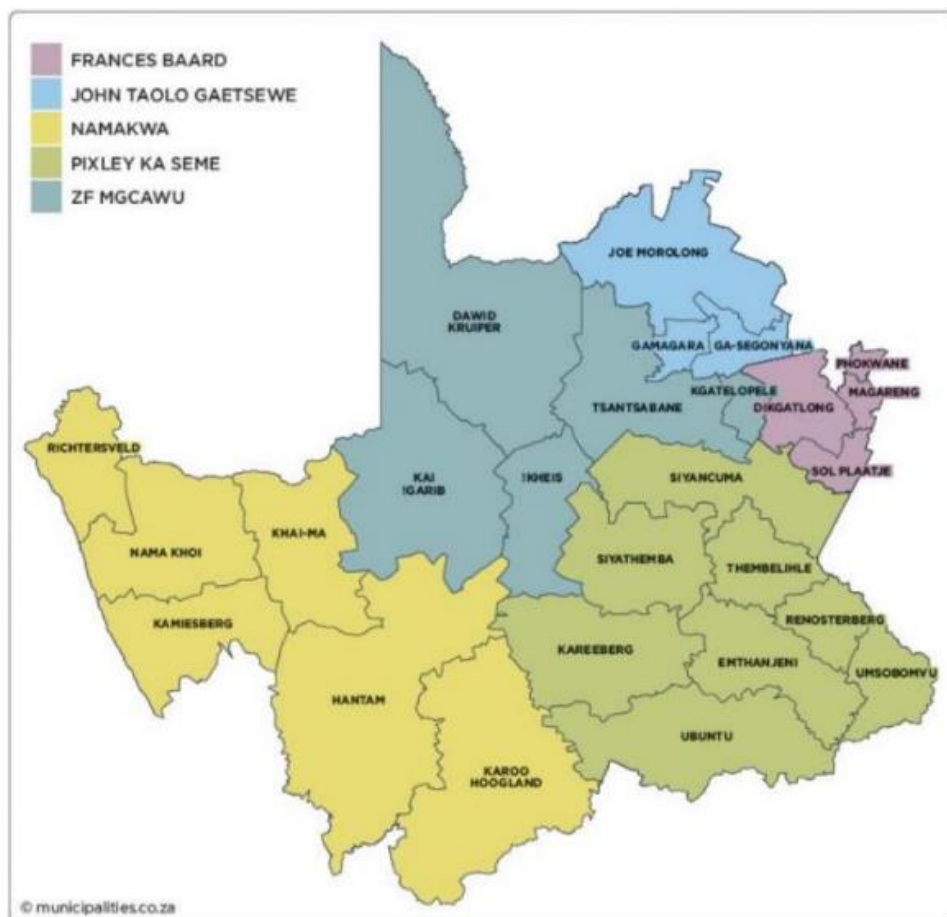 FRANCES BAARD
JOHN TAOLO GAETSEWE
NAMAKWA
PIXLEY KA SEME
ZF MGCAWU
JOE MOROLONG
DAWID
KRUIPER
GAMAGARA
GA-SEGONYANA
PHOKWANE
KGATELOPELE
MAGARENG
TSANTSABANE
DIKGATLONG
RICHTERSVELD
SOL PLAATJE
KAI
!GARIB
!KHEIS
SIYANCUMA
KHAI-MA
NAMA KHOI
SIYATHEMBA
THEMBELIHLE
KAMIESBERG
RENOSTERBERG
KAREEBERG
EMTHANJENI
UMSOBOMVU
HANTAM
UBUNTU
KAROO
HOOGLAND
© municipalities.co.za